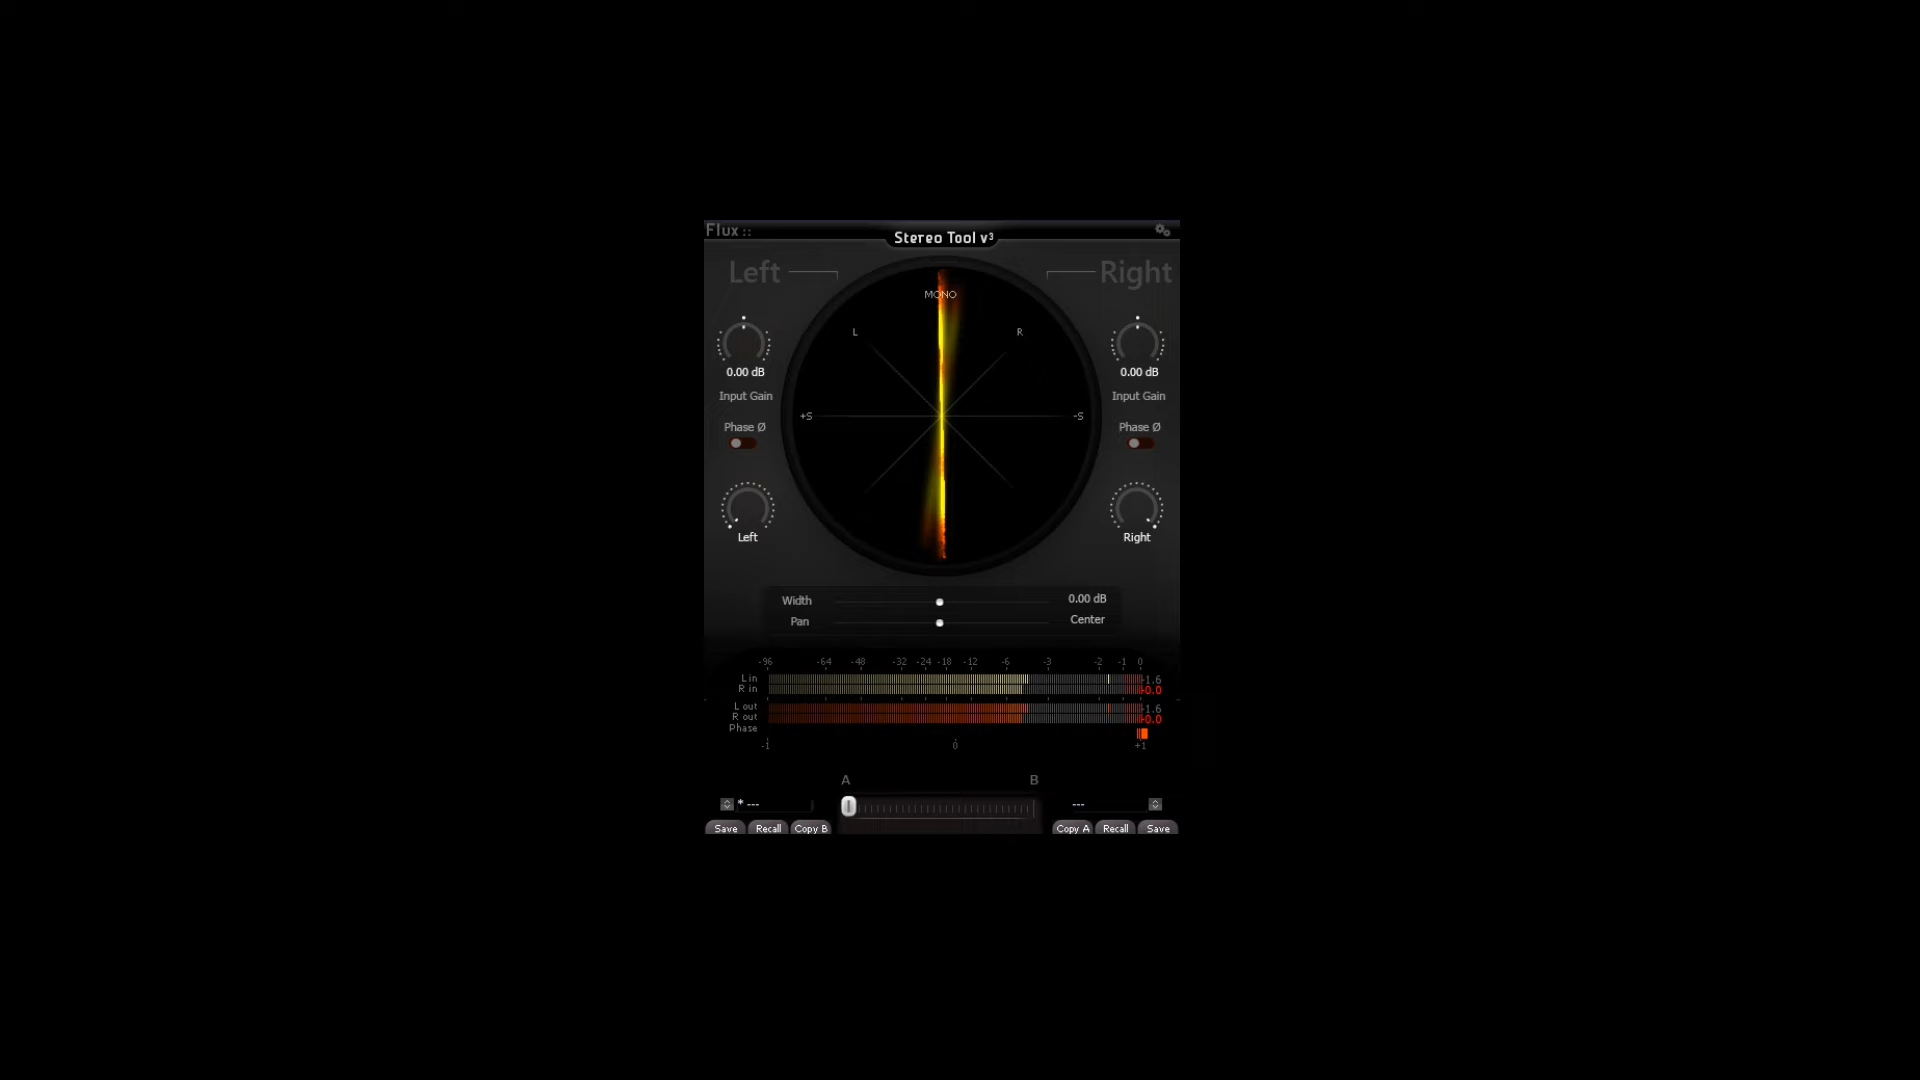 Flux ::
Stereo Tool v³
Left
Right
MONO
L
R
+S
-S
0.00 dB
Input Gain
Phase Ø
Left
0.00 dB
Input Gain
Phase Ø
Right
Width 0.00 dB
Pan Center
-96 -64 -48 -32 -24 -18 -12 -6 -3 -2 -1 0
L in -1.6
R in 0.0
L out -1.6
R out 0.0
Phase
-1 0 +1
A B
* --- ---
Save Recall Copy B Copy A Recall Save